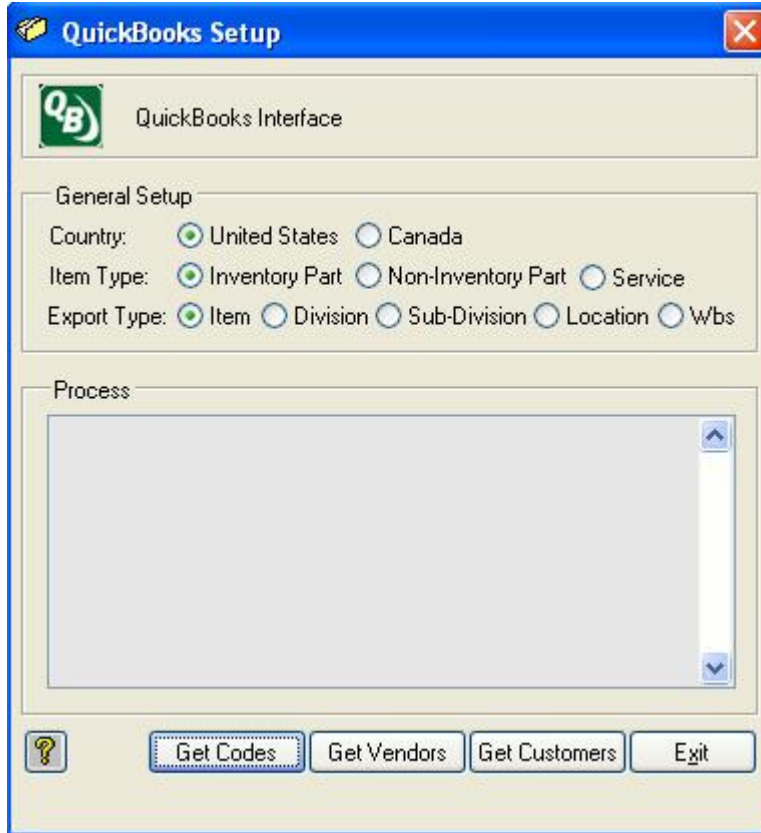 QuickBooks Setup
QB
QuickBooks Interface
General Setup
Country: United States Canada
Item Type: Inventory Part Non-Inventory Part Service
Export Type: Item Division Sub-Division Location Wbs
Process
? Get Codes Get Vendors Get Customers Exit